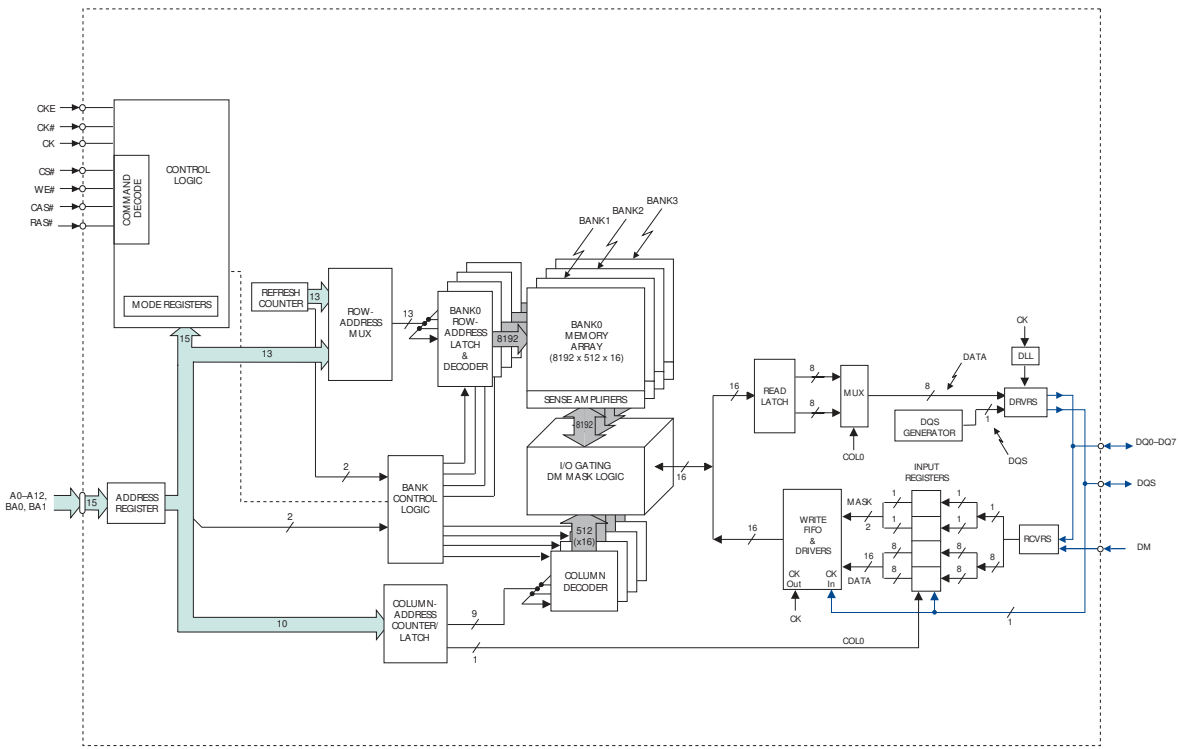 CKE
CK#
CK
CS#
WE#
CAS#
RAS#
COMMAND
DECODE
CONTROL
LOGIC
MODE REGISTERS
15
REFRESH
COUNTER
13
13
ROW-
ADDRESS
MUX
13
BANK0
ROW-
ADDRESS
LATCH
&
DECODER
8192
BANK1
BANK2
BANK3
BANK0
MEMORY
ARRAY
(8192 x 512 x 16)
SENSE AMPLIFIERS
8192
I/O GATING
DM MASK LOGIC
16
2
2
BANK
CONTROL
LOGIC
512
(x16)
COLUMN
DECODER
A0–A12,
BA0, BA1
15
ADDRESS
REGISTER
10
COLUMN-
ADDRESS
COUNTER/
LATCH
9
1
COL0
16
READ
LATCH
8
8
MUX
COL0
8
DATA
CK
DLL
DRVRS
DQS
GENERATOR
1
DQS
DQ0–DQ7
DQS
DM
INPUT
REGISTERS
16
WRITE
FIFO
&
DRIVERS
CK
Out
CK
In
CK
MASK
2
16
DATA
1
1
8
8
1
1
8
8
1
8
RCVRS
1